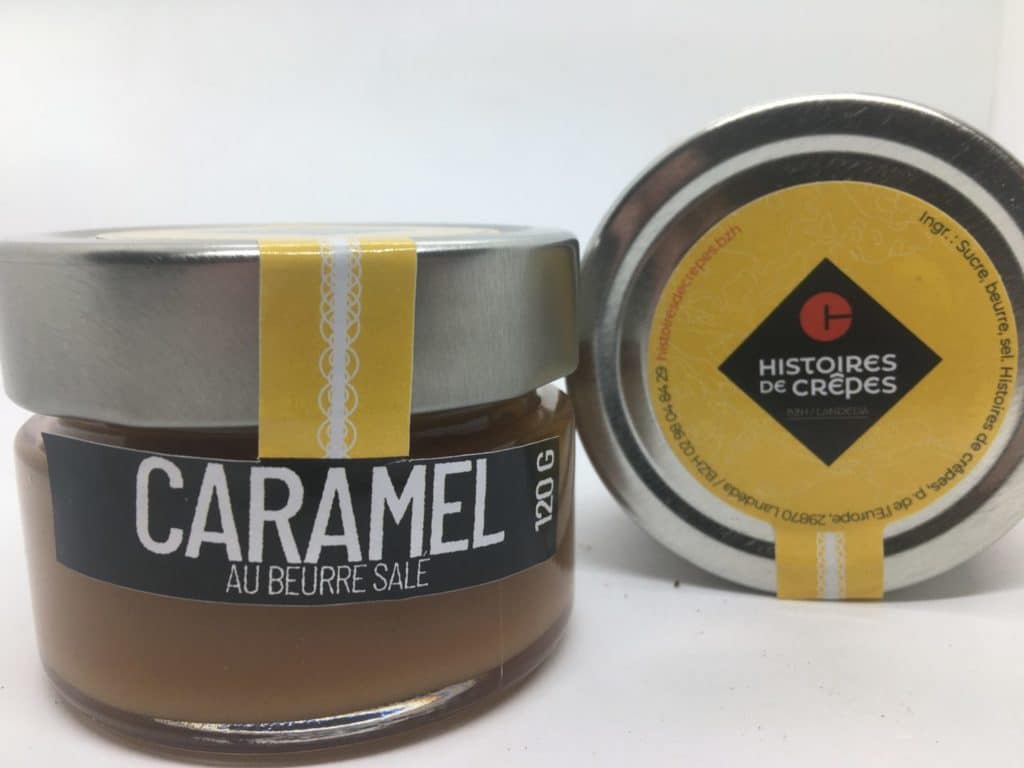 CARAMEL
AU BEURRE SALÉ
120 G
HISTOIRES
DE CRÊPES
BZH / LANDEDA
Ingr. : Sucre, beurre, sel. Histoires de crêpes, p. de l'Europe, 29870 Landéda / BZH 02 98 04 84 29 histoiresdecrepes.bzh